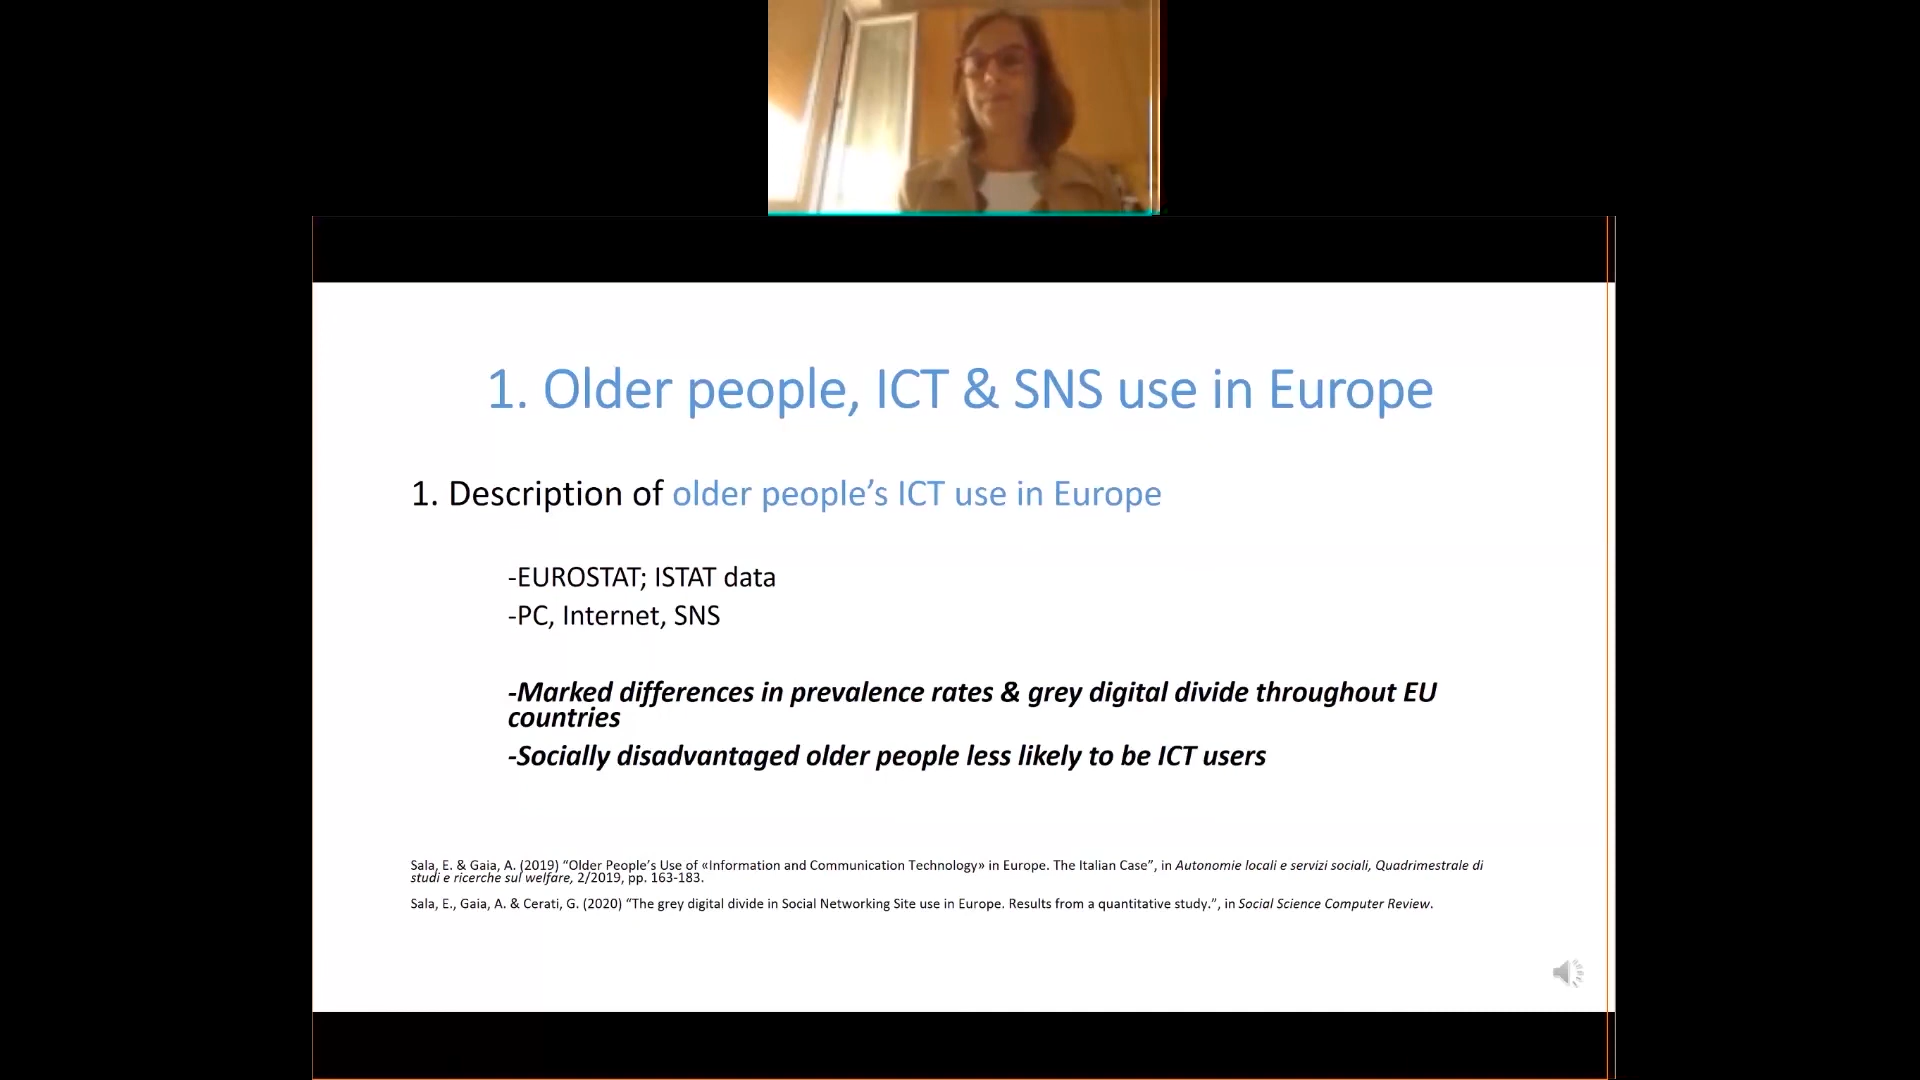 1. Older people, ICT & SNS use in Europe
1. Description of older people’s ICT use in Europe
-EUROSTAT; ISTAT data
-PC, Internet, SNS
-Marked differences in prevalence rates & grey digital divide throughout EU
countries
-Socially disadvantaged older people less likely to be ICT users
Sala, E. & Gaia, A. (2019) “Older People’s Use of «Information and Communication Technology» in Europe. The Italian Case”, in Autonomie locali e servizi sociali, Quadrimestrale di
studi e ricerche sul welfare, 2/2019, pp. 163-183.
Sala, E., Gaia, A. & Cerati, G. (2020) “The grey digital divide in Social Networking Site use in Europe. Results from a quantitative study.”, in Social Science Computer Review.